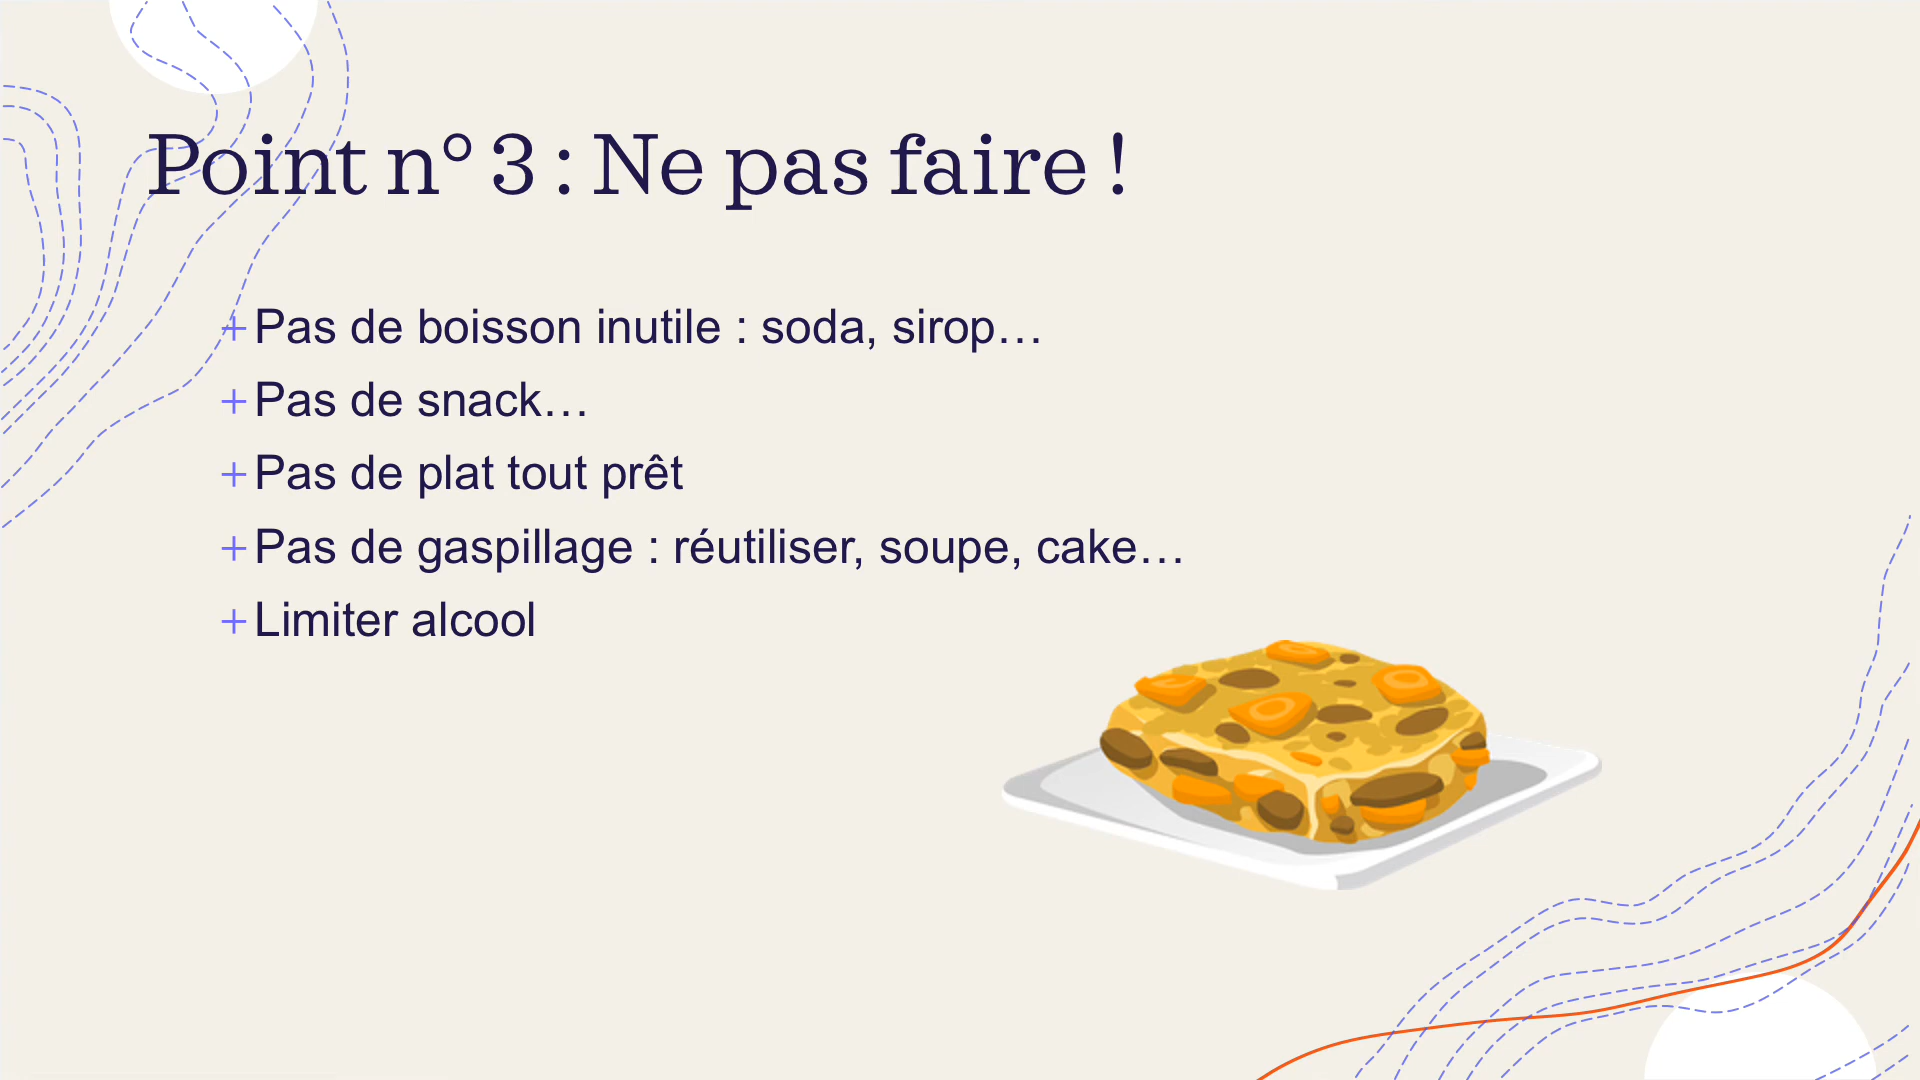 Point n° 3 : Ne pas faire !
+ Pas de boisson inutile : soda, sirop…
+ Pas de snack…
+ Pas de plat tout prêt
+ Pas de gaspillage : réutiliser, soupe, cake…
+ Limiter alcool